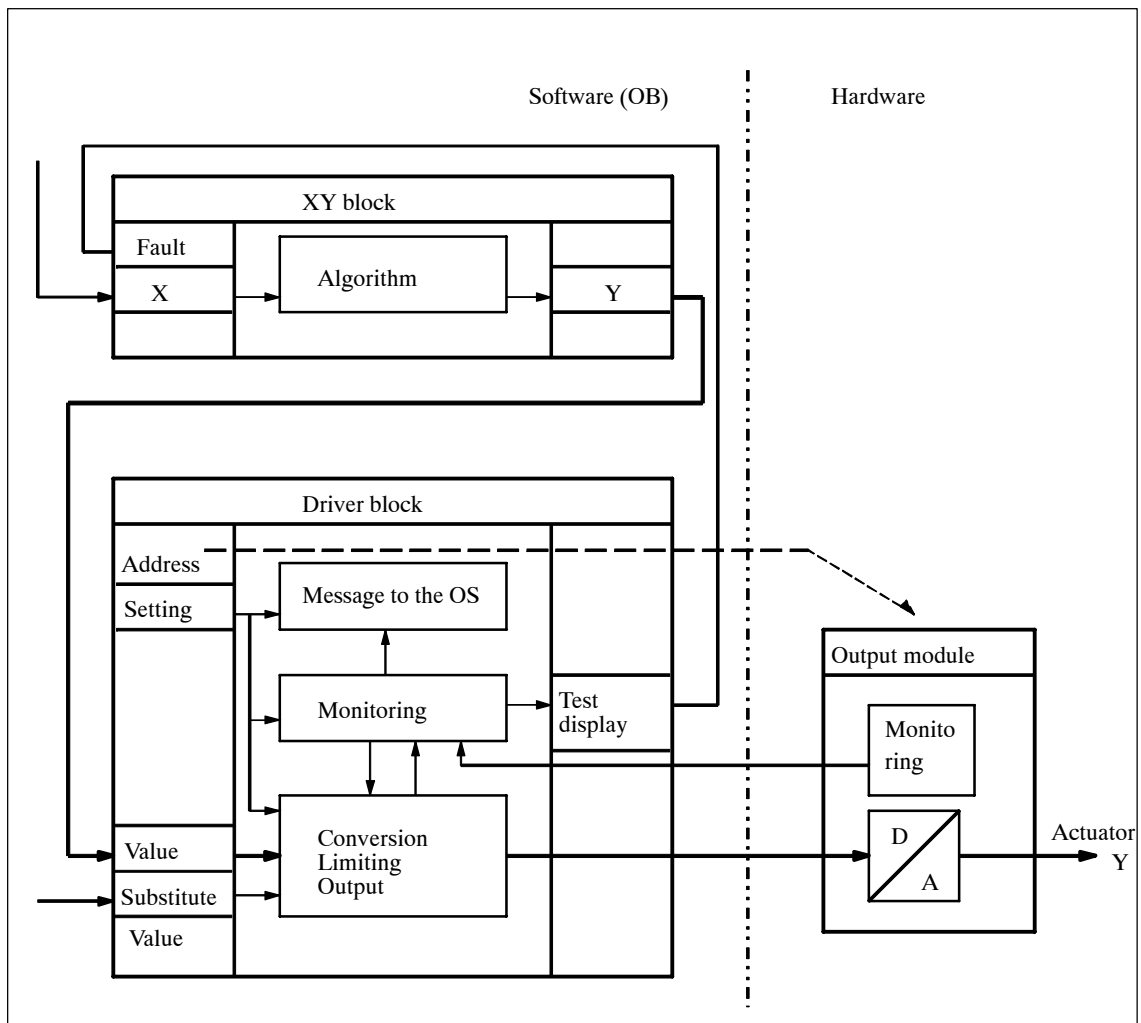 Software (OB)
Hardware
XY block
Fault
Algorithm
X
Y
Driver block
Address
Message to the OS
Setting
Output module
Monitoring
Test
display
Monito
ring
Conversion
Limiting
Output
Value
D
A
Actuator
Y
Substitute
Value